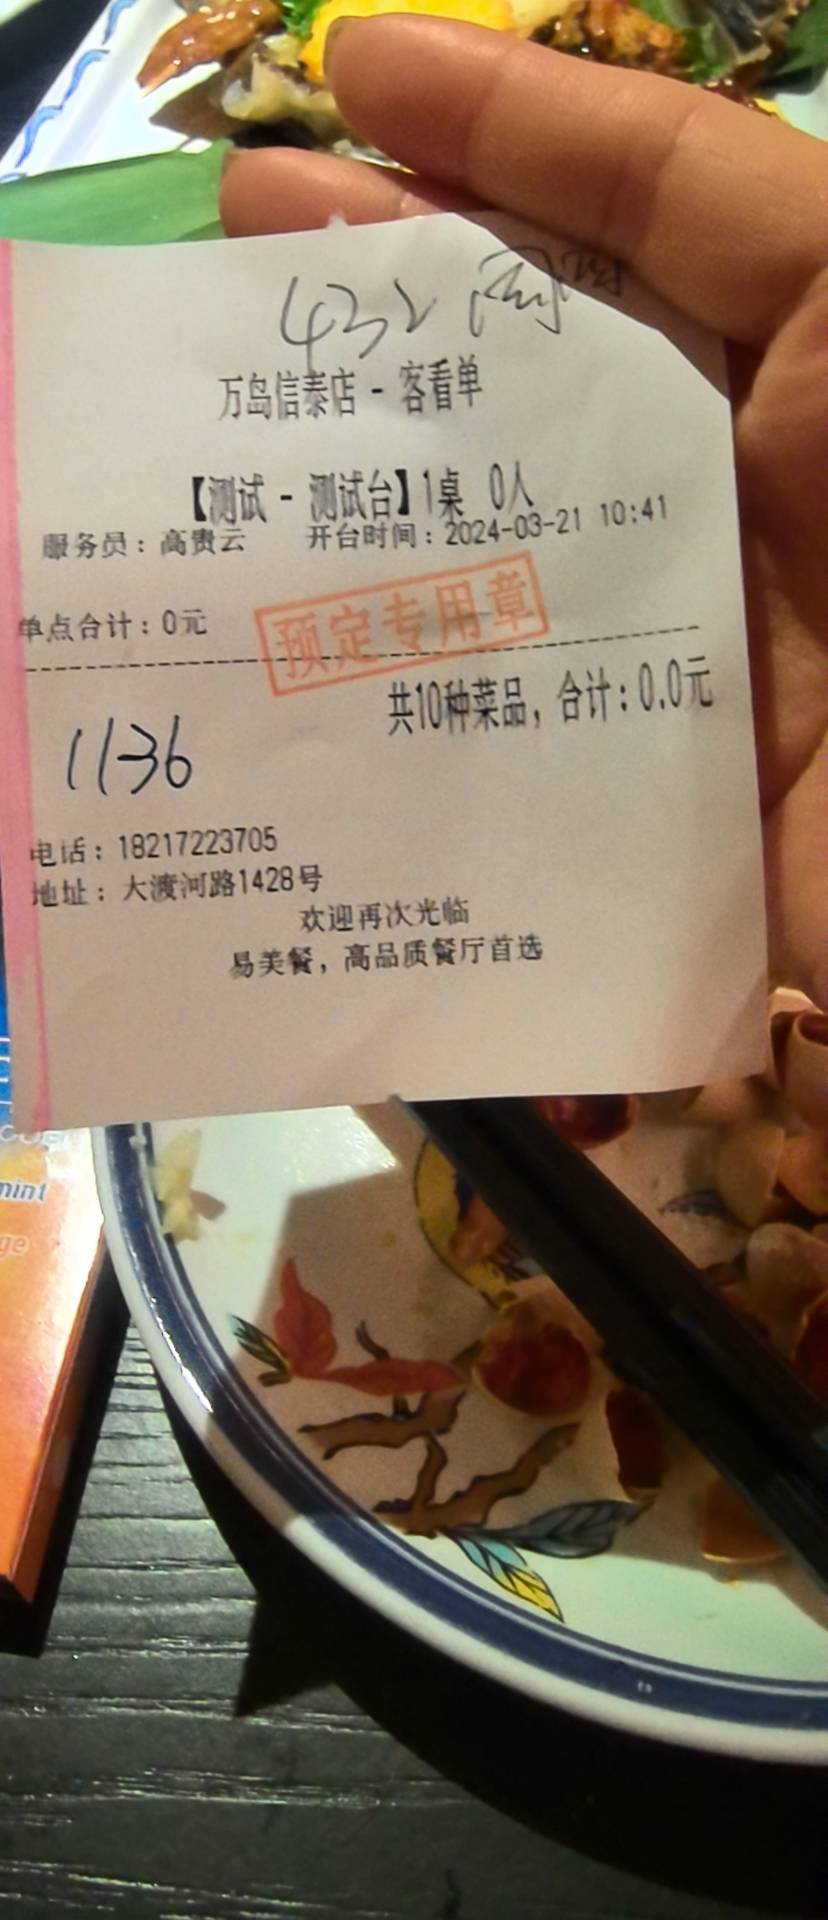 432
万岛信泰店 - 客看单
【测试 - 测试台】1桌 0人
服务员：高贵云 开台时间：2024-03-21 10:41
单点合计：0元
预定专用章
共10种菜品，合计：0.0元
1136
电话：18217223705
地址：大渡河路1428号
欢迎再次光临
易美餐，高品质餐厅首选
mint